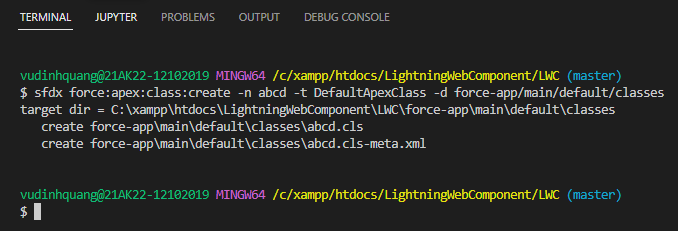 TERMINAL JUPYTER PROBLEMS OUTPUT DEBUG CONSOLE
vudinhquang@21AK22-12102019 MINGW64 /c/xampp/htdocs/LightningWebComponent/LWC (master)
$ sfdx force:apex:class:create -n abcd -t DefaultApexClass -d force-app/main/default/classes
target dir = C:\xampp\htdocs\LightningWebComponent\LWC\force-app\main\default\classes
   create force-app\main\default\classes\abcd.cls
   create force-app\main\default\classes\abcd.cls-meta.xml
vudinhquang@21AK22-12102019 MINGW64 /c/xampp/htdocs/LightningWebComponent/LWC (master)
$